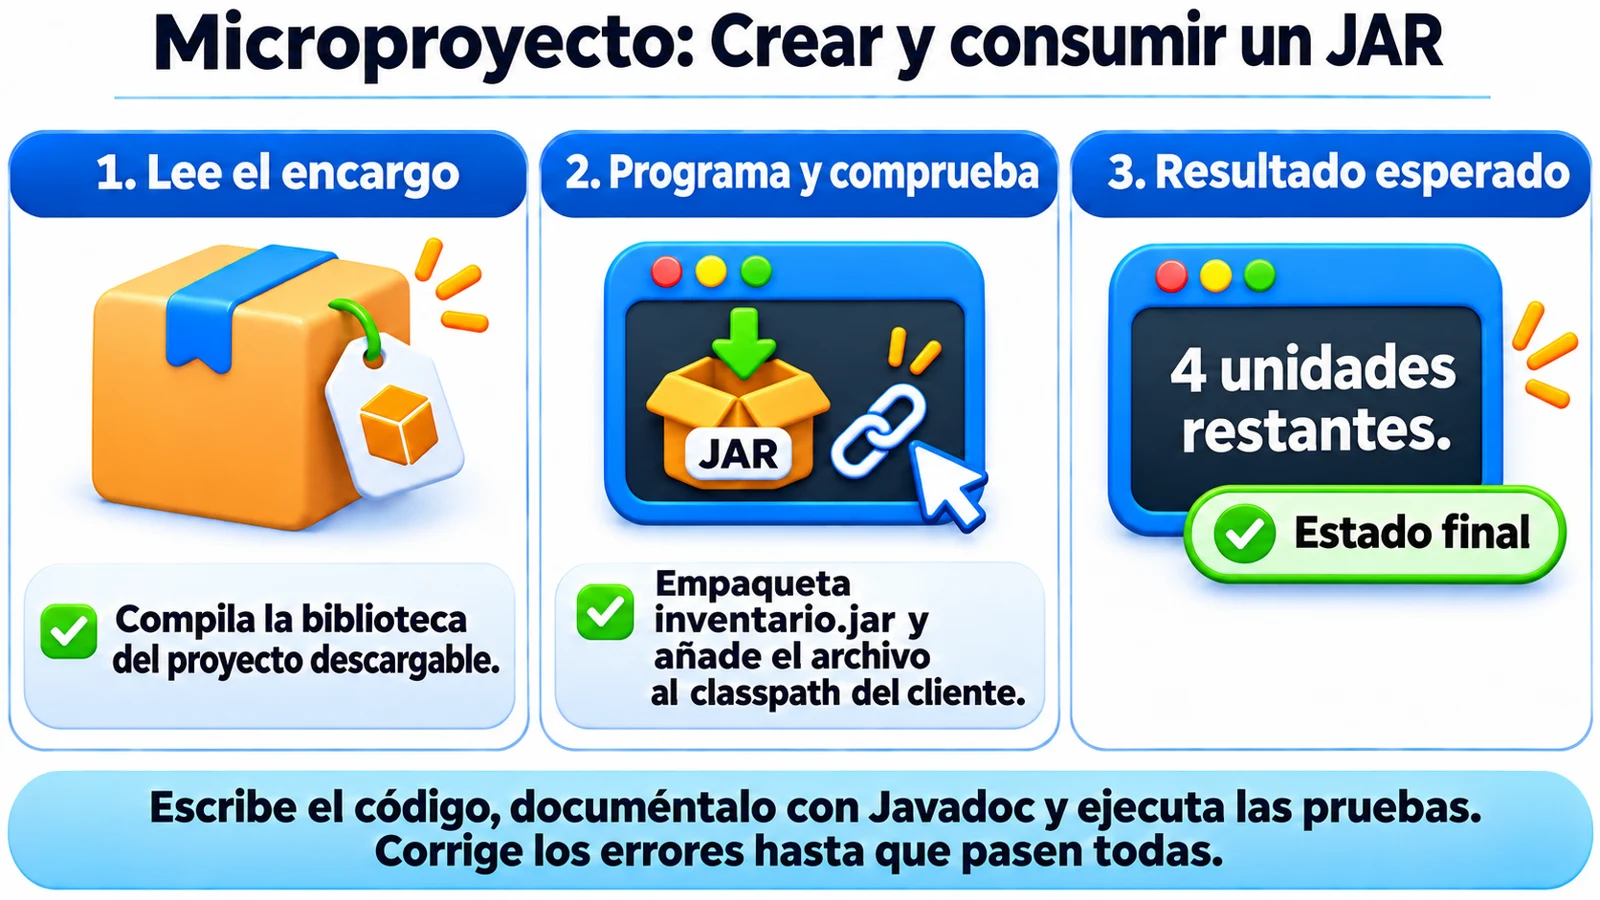 Microproyecto: Crear y consumir un JAR
1. Lee el encargo
Compila la biblioteca
del proyecto descargable.
2. Programa y comprueba
JAR
Empaqueta
inventario.jar y
añade el archivo
al classpath del cliente.
3. Resultado esperado
4 unidades
restantes.
Estado final
Escribe el código, documéntalo con Javadoc y ejecuta las pruebas.
Corrige los errores hasta que pasen todas.